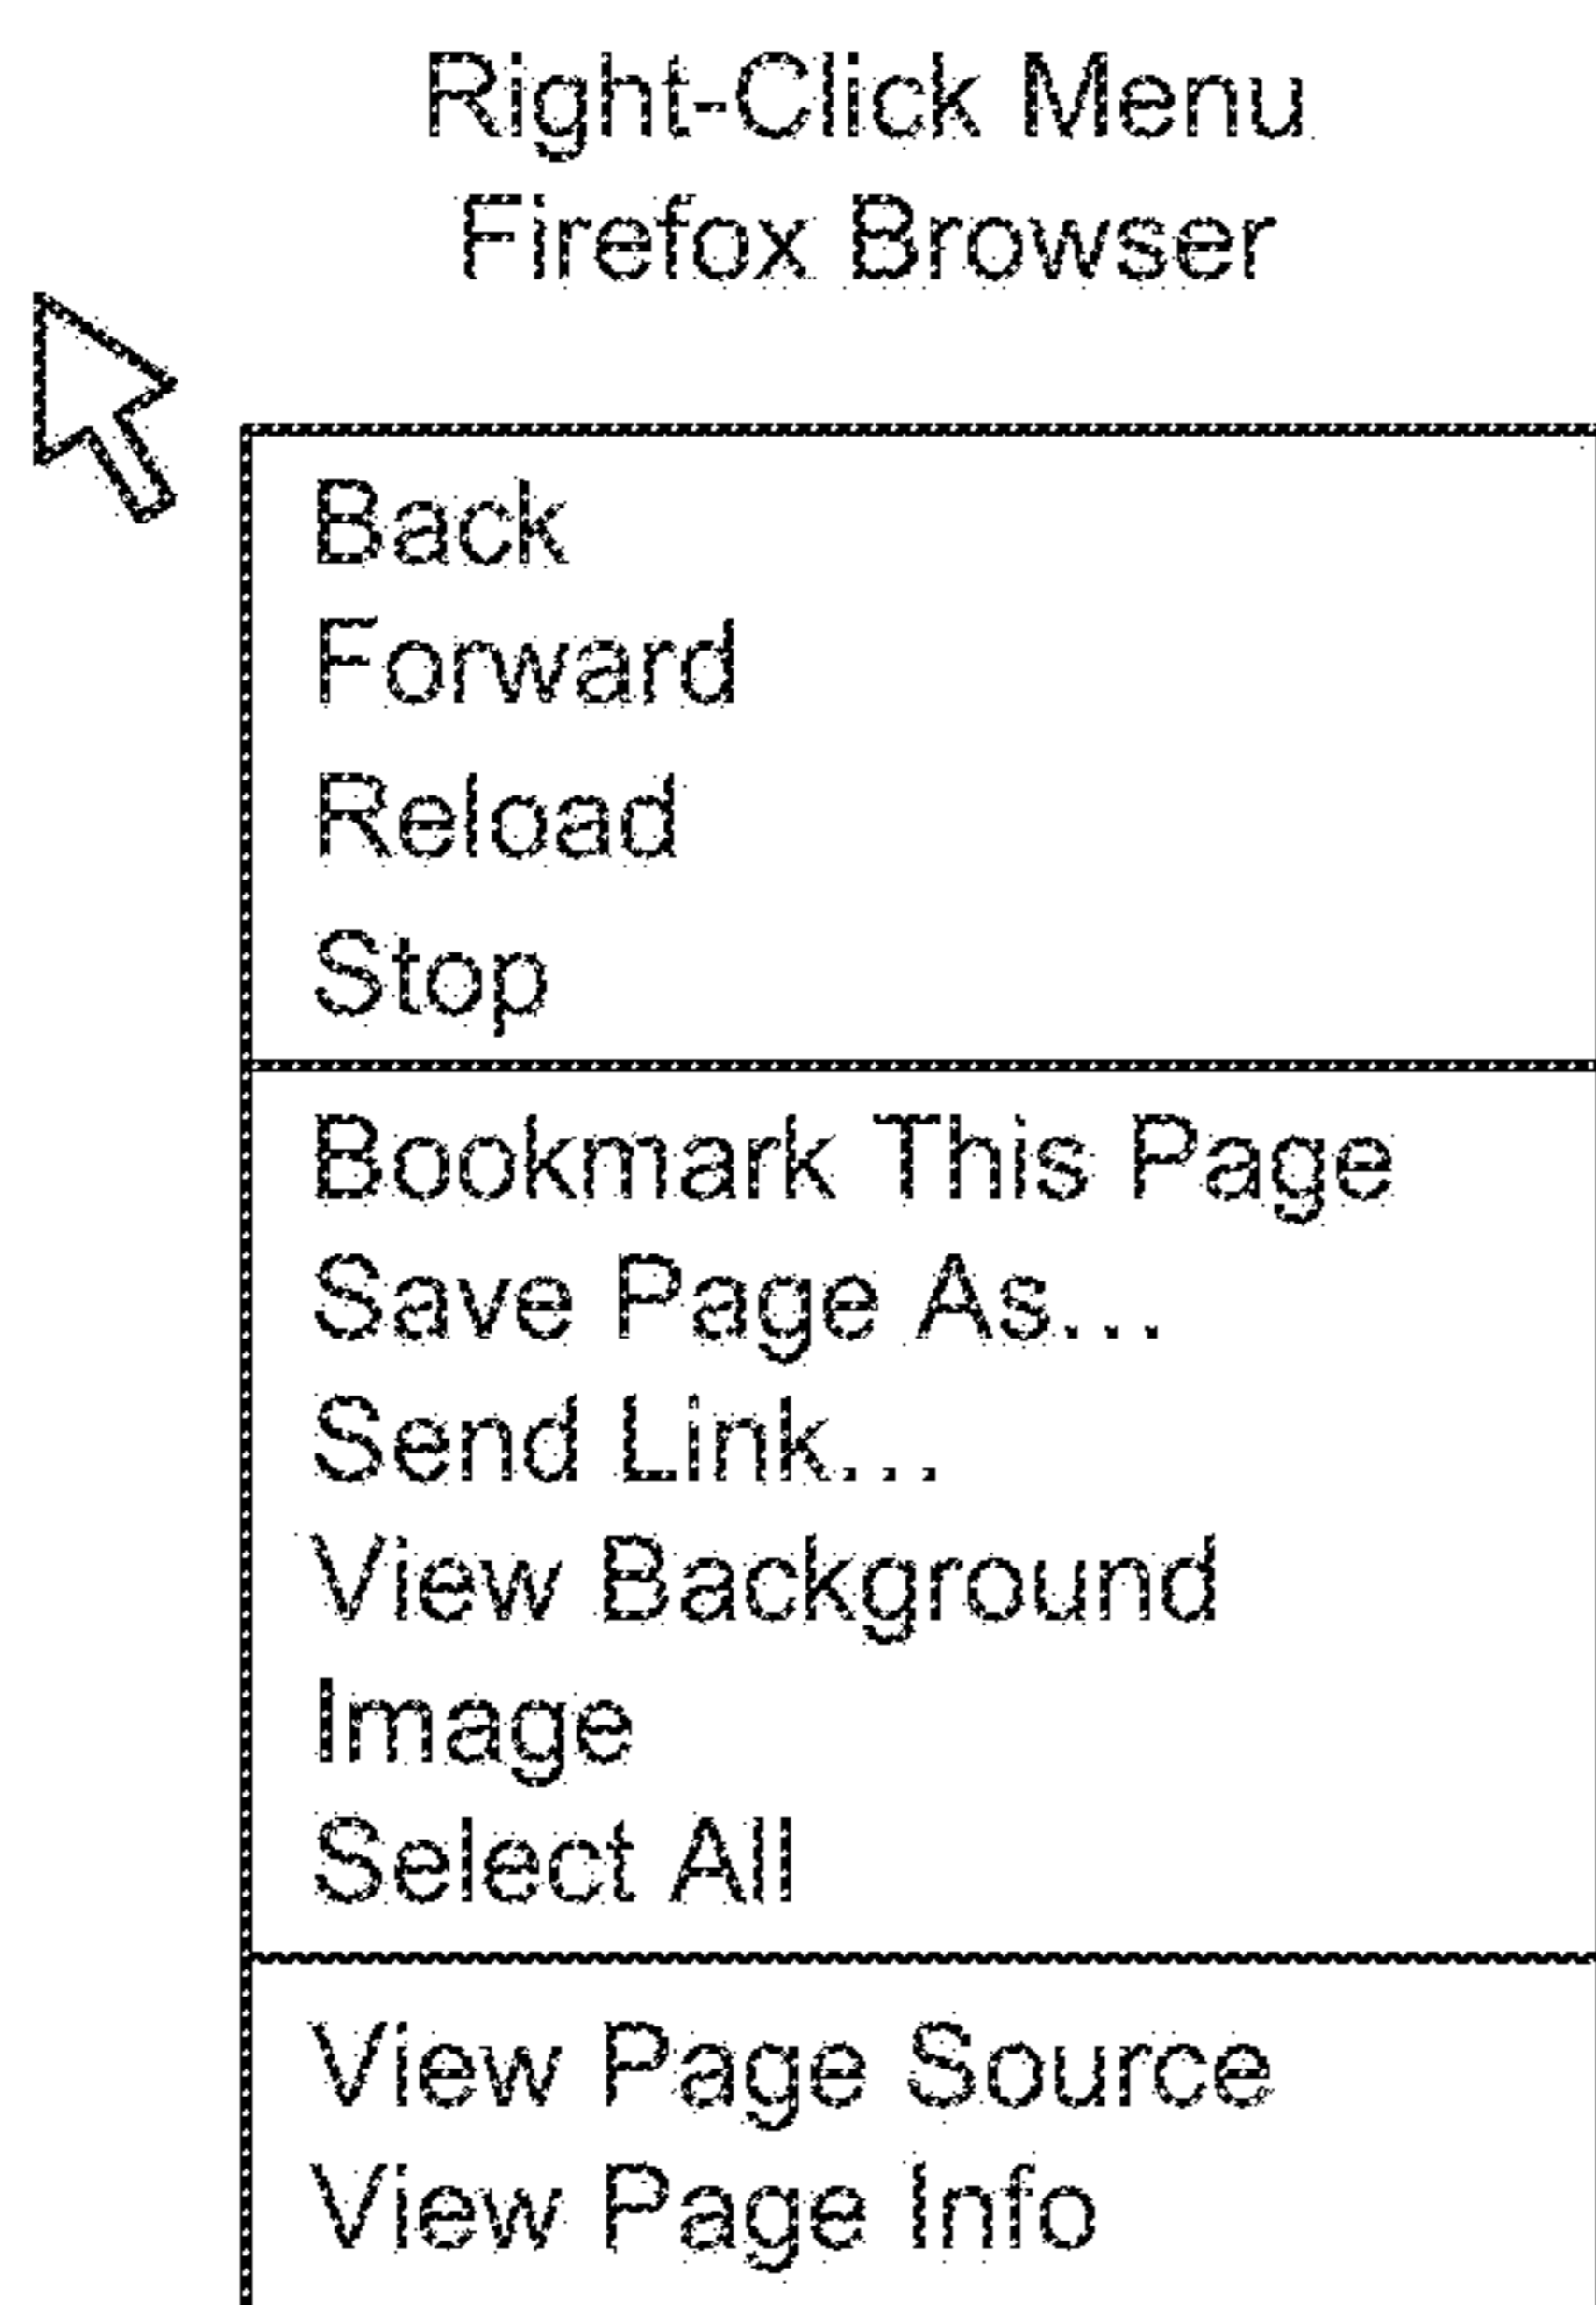 Right-Click Menu
Firefox Browser
Back
Forward
Reload
Stop
Bookmark This Page
Save Page As...
Send Link...
View Background
Image
Select All
View Page Source
View Page Info